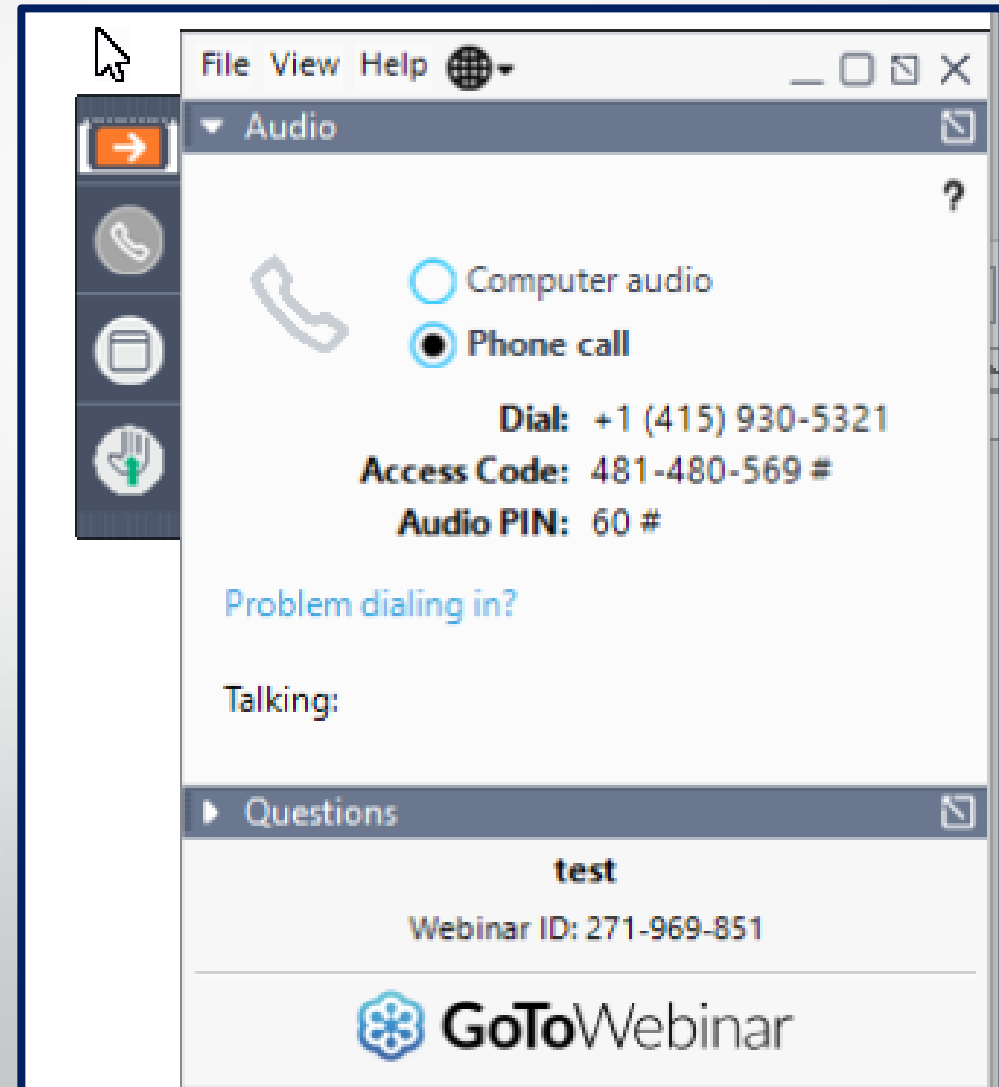 File View Help
Audio
?
Computer audio
Phone call
Dial: +1 (415) 930-5321
Access Code: 481-480-569 #
Audio PIN: 60 #
Problem dialing in?
Talking:
Questions
test
Webinar ID: 271-969-851
GoToWebinar